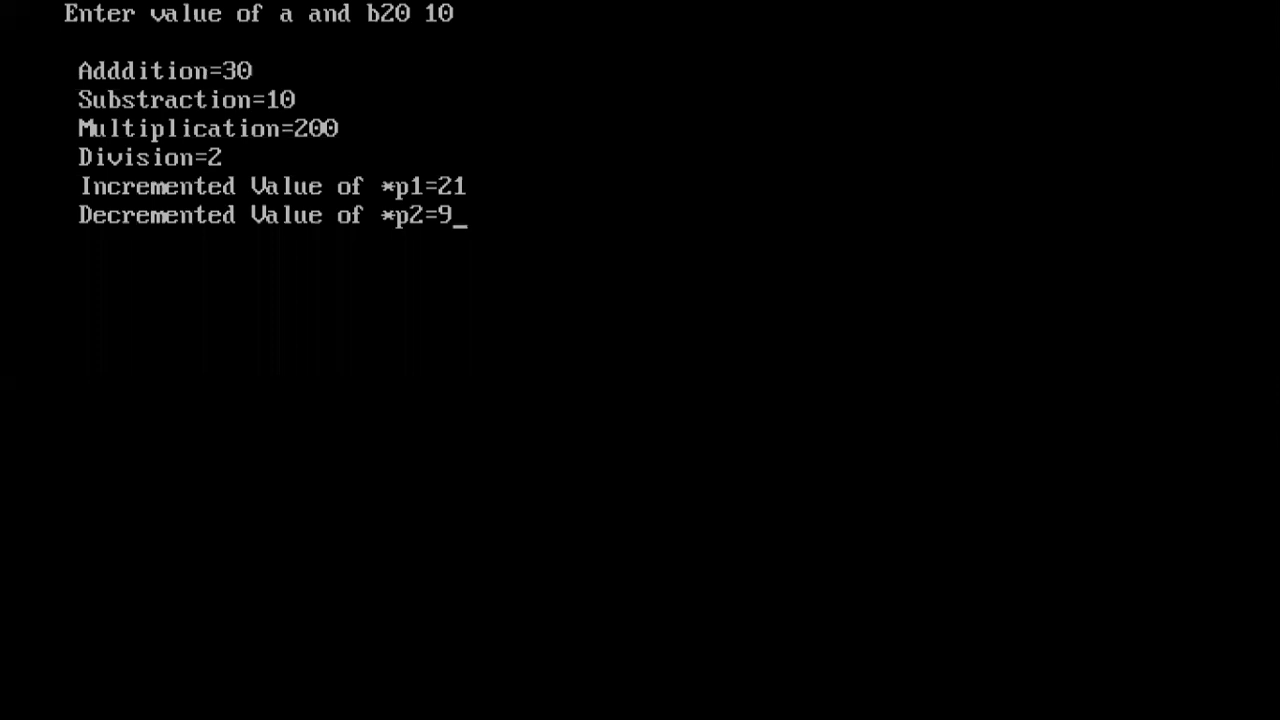 Enter value of a and b20 10
Adddition=30
Substraction=10
Multiplication=200
Division=2
Incremented Value of *p1=21
Decremented Value of *p2=9_